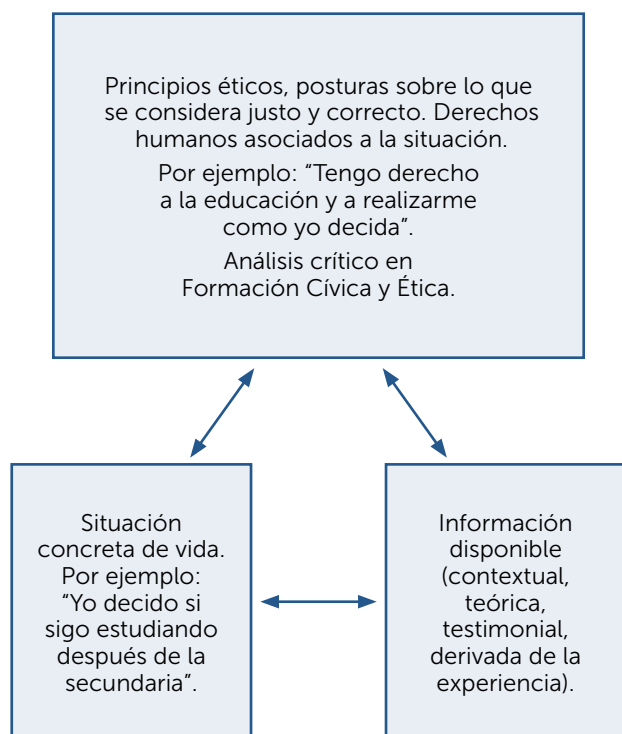 Principios éticos, posturas sobre lo que
se considera justo y correcto. Derechos
humanos asociados a la situación.
Por ejemplo: “Tengo derecho
a la educación y a realizarme
como yo decida”.
Análisis crítico en
Formación Cívica y Ética.
Situación
concreta de vida.
Por ejemplo:
“Yo decido si
sigo estudiando
después de la
secundaria”.
Información
disponible
(contextual,
teórica,
testimonial,
derivada de la
experiencia).